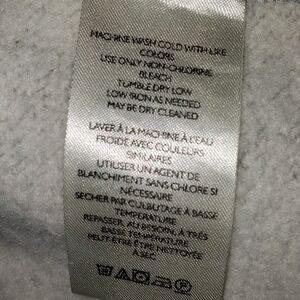 MACHINE WASH COLD WITH LIKE
COLORS
USE ONLY NON-CHLORINE
BLEACH
TUMBLE DRY LOW
LOW IRON AS NEEDED
MAY BE DRY CLEANED
LAVER À LA MACHINE À L'EAU
FROIDE AVEC COULEURS
SIMILAIRES
UTILISER UN AGENT DE
BLANCHIMENT SANS CHLORE SI
NÉCESSAIRE
SECHER PAR CULBUTAGE À BASSE
TEMPERATURE
REPASSER, AU BESOIN, À TRÈS
BASSE TEMPÉRATURE
PEUT-ÊTRE ÊTRE NETTOYÉE
À SEC